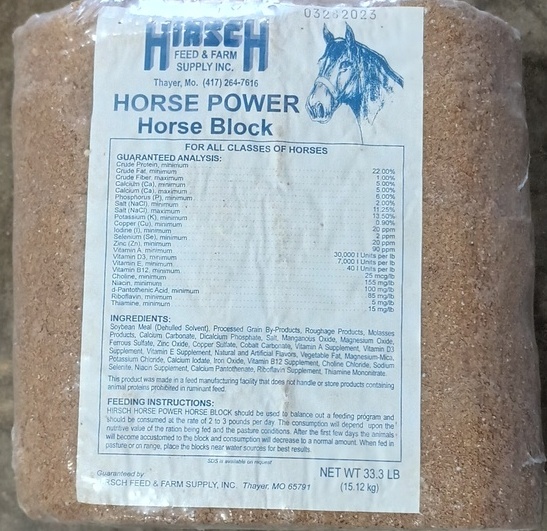 03232023
HIRSCH
FEED & FARM
SUPPLY INC.
Thayer, Mo. (417) 264-7616
HORSE POWER
Horse Block
FOR ALL CLASSES OF HORSES
GUARANTEED ANALYSIS:
Crude Protein, minimum 22.00%
Crude Fat, minimum 1.00%
Crude Fiber, maximum 5.00%
Calcium (Ca), minimum 5.00%
Calcium (Ca), maximum 6.00%
Phosphorus (P), minimum 2.00%
Salt (NaCl), minimum 11.25%
Salt (NaCl), maximum 13.50%
Potassium (K), minimum 0.90%
Copper (Cu), minimum 20 ppm
Iodine (I), minimum 2 ppm
Selenium (Se), minimum ppm
Zinc (Zn), minimum 90 ppm
Vitamin A, minimum 30,000 I Units per lb
Vitamin D3, minimum 7,000 I Units per lb
Vitamin E, minimum 40 I Units per lb
Vitamin B12, minimum 25 mcg/lb
Choline, minimum 155 mg/lb
Niacin, minimum 100 mg/lb
d-Pantothenic Acid, minimum 85 mg/lb
Riboflavin, minimum 5 mg/lb
Thiamine, minimum 15 mg/lb
INGREDIENTS:
Soybean Meal (Dehulled Solvent), Processed Grain By-Products, Roughage Products, Molasses
Products, Calcium Carbonate, Dicalcium Phosphate, Salt, Manganous Oxide, Magnesium Oxide,
Ferrous Sulfate, Zinc Oxide, Copper Sulfate, Cobalt Carbonate, Vitamin A Supplement, Vitamin D3
Supplement, Vitamin E Supplement, Natural and Artificial Flavors, Vegetable Fat, Magnesium-Mica,
Potassium Chloride, Calcium Iodate, Iron Oxide, Vitamin B12 Supplement, Choline Chloride, Sodium
Selenite, Niacin Supplement, Calcium Pantothenate, Riboflavin Supplement, Thiamine Mononitrate.
This product was made in a feed manufacturing facility that does not handle or store products containing
animal proteins prohibited in ruminant feed.
FEEDING INSTRUCTIONS:
HIRSCH HORSE POWER HORSE BLOCK should be used to balance out a feeding program and
should be consumed at the rate of 2 to 3 pounds per day. The consumption will depend upon the
nutritive value of the ration being fed and the pasture conditions. After the first few days the animals
will become accustomed to the block and consumption will decrease to a normal amount. When fed in
pasture or on range, place the blocks near water sources for best results.
SDS is available on request
Guaranteed by
RSCH FEED & FARM SUPPLY, INC. Thayer, MO 65791
NET WT 33.3 LB
(15.12 kg)